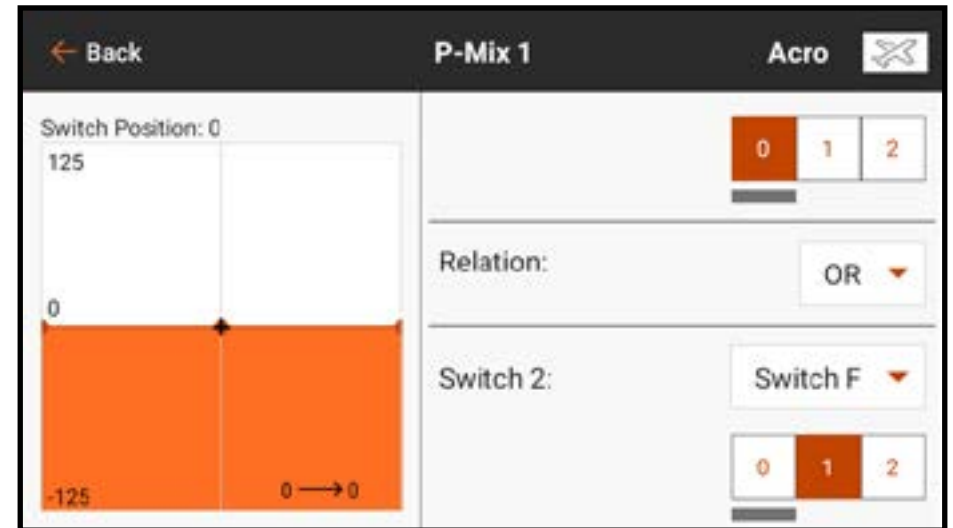 ← Back
P-Mix 1
Acro
Switch Position: 0
125
0
-125
0 → 0
0 1 2
Relation:
OR
Switch 2:
Switch F
0 1 2